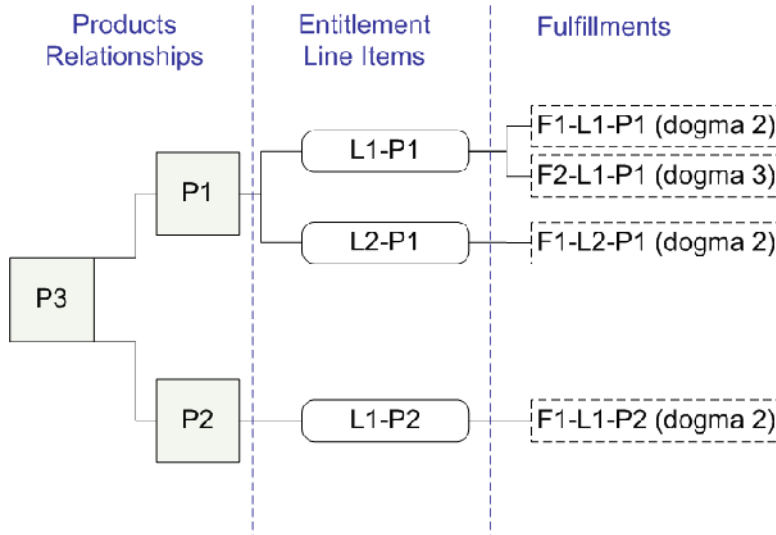 Products
Relationships
Entitlement
Line Items
Fulfillments
F1-L1-P1 (dogma 2)
L1-P1
P1
F2-L1-P1 (dogma 3)
L2-P1
F1-L2-P1 (dogma 2)
P3
P2
L1-P2
F1-L1-P2 (dogma 2)